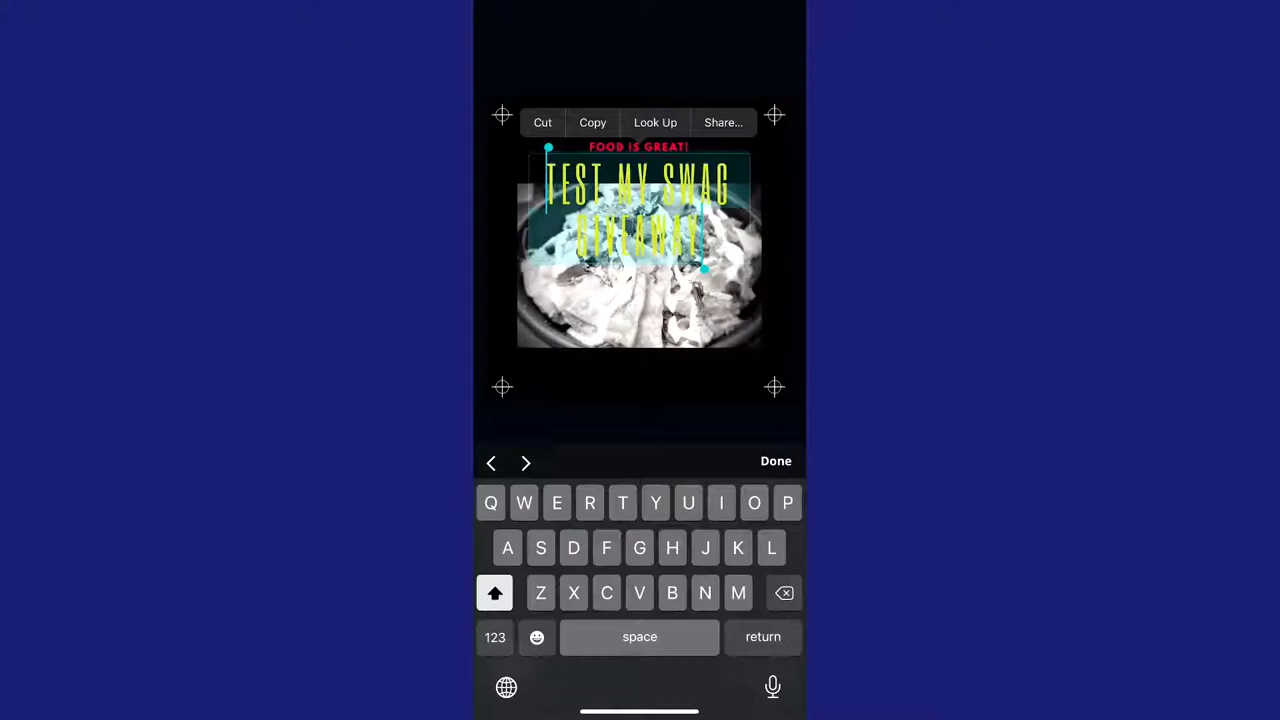 Cut Copy Look Up Share...
FOOD IS GREAT!
TEST MY SWAG
GIVEAWAY
Done
Q W E R T Y U I O P
A S D F G H J K L
Z X C V B N M
123 space return